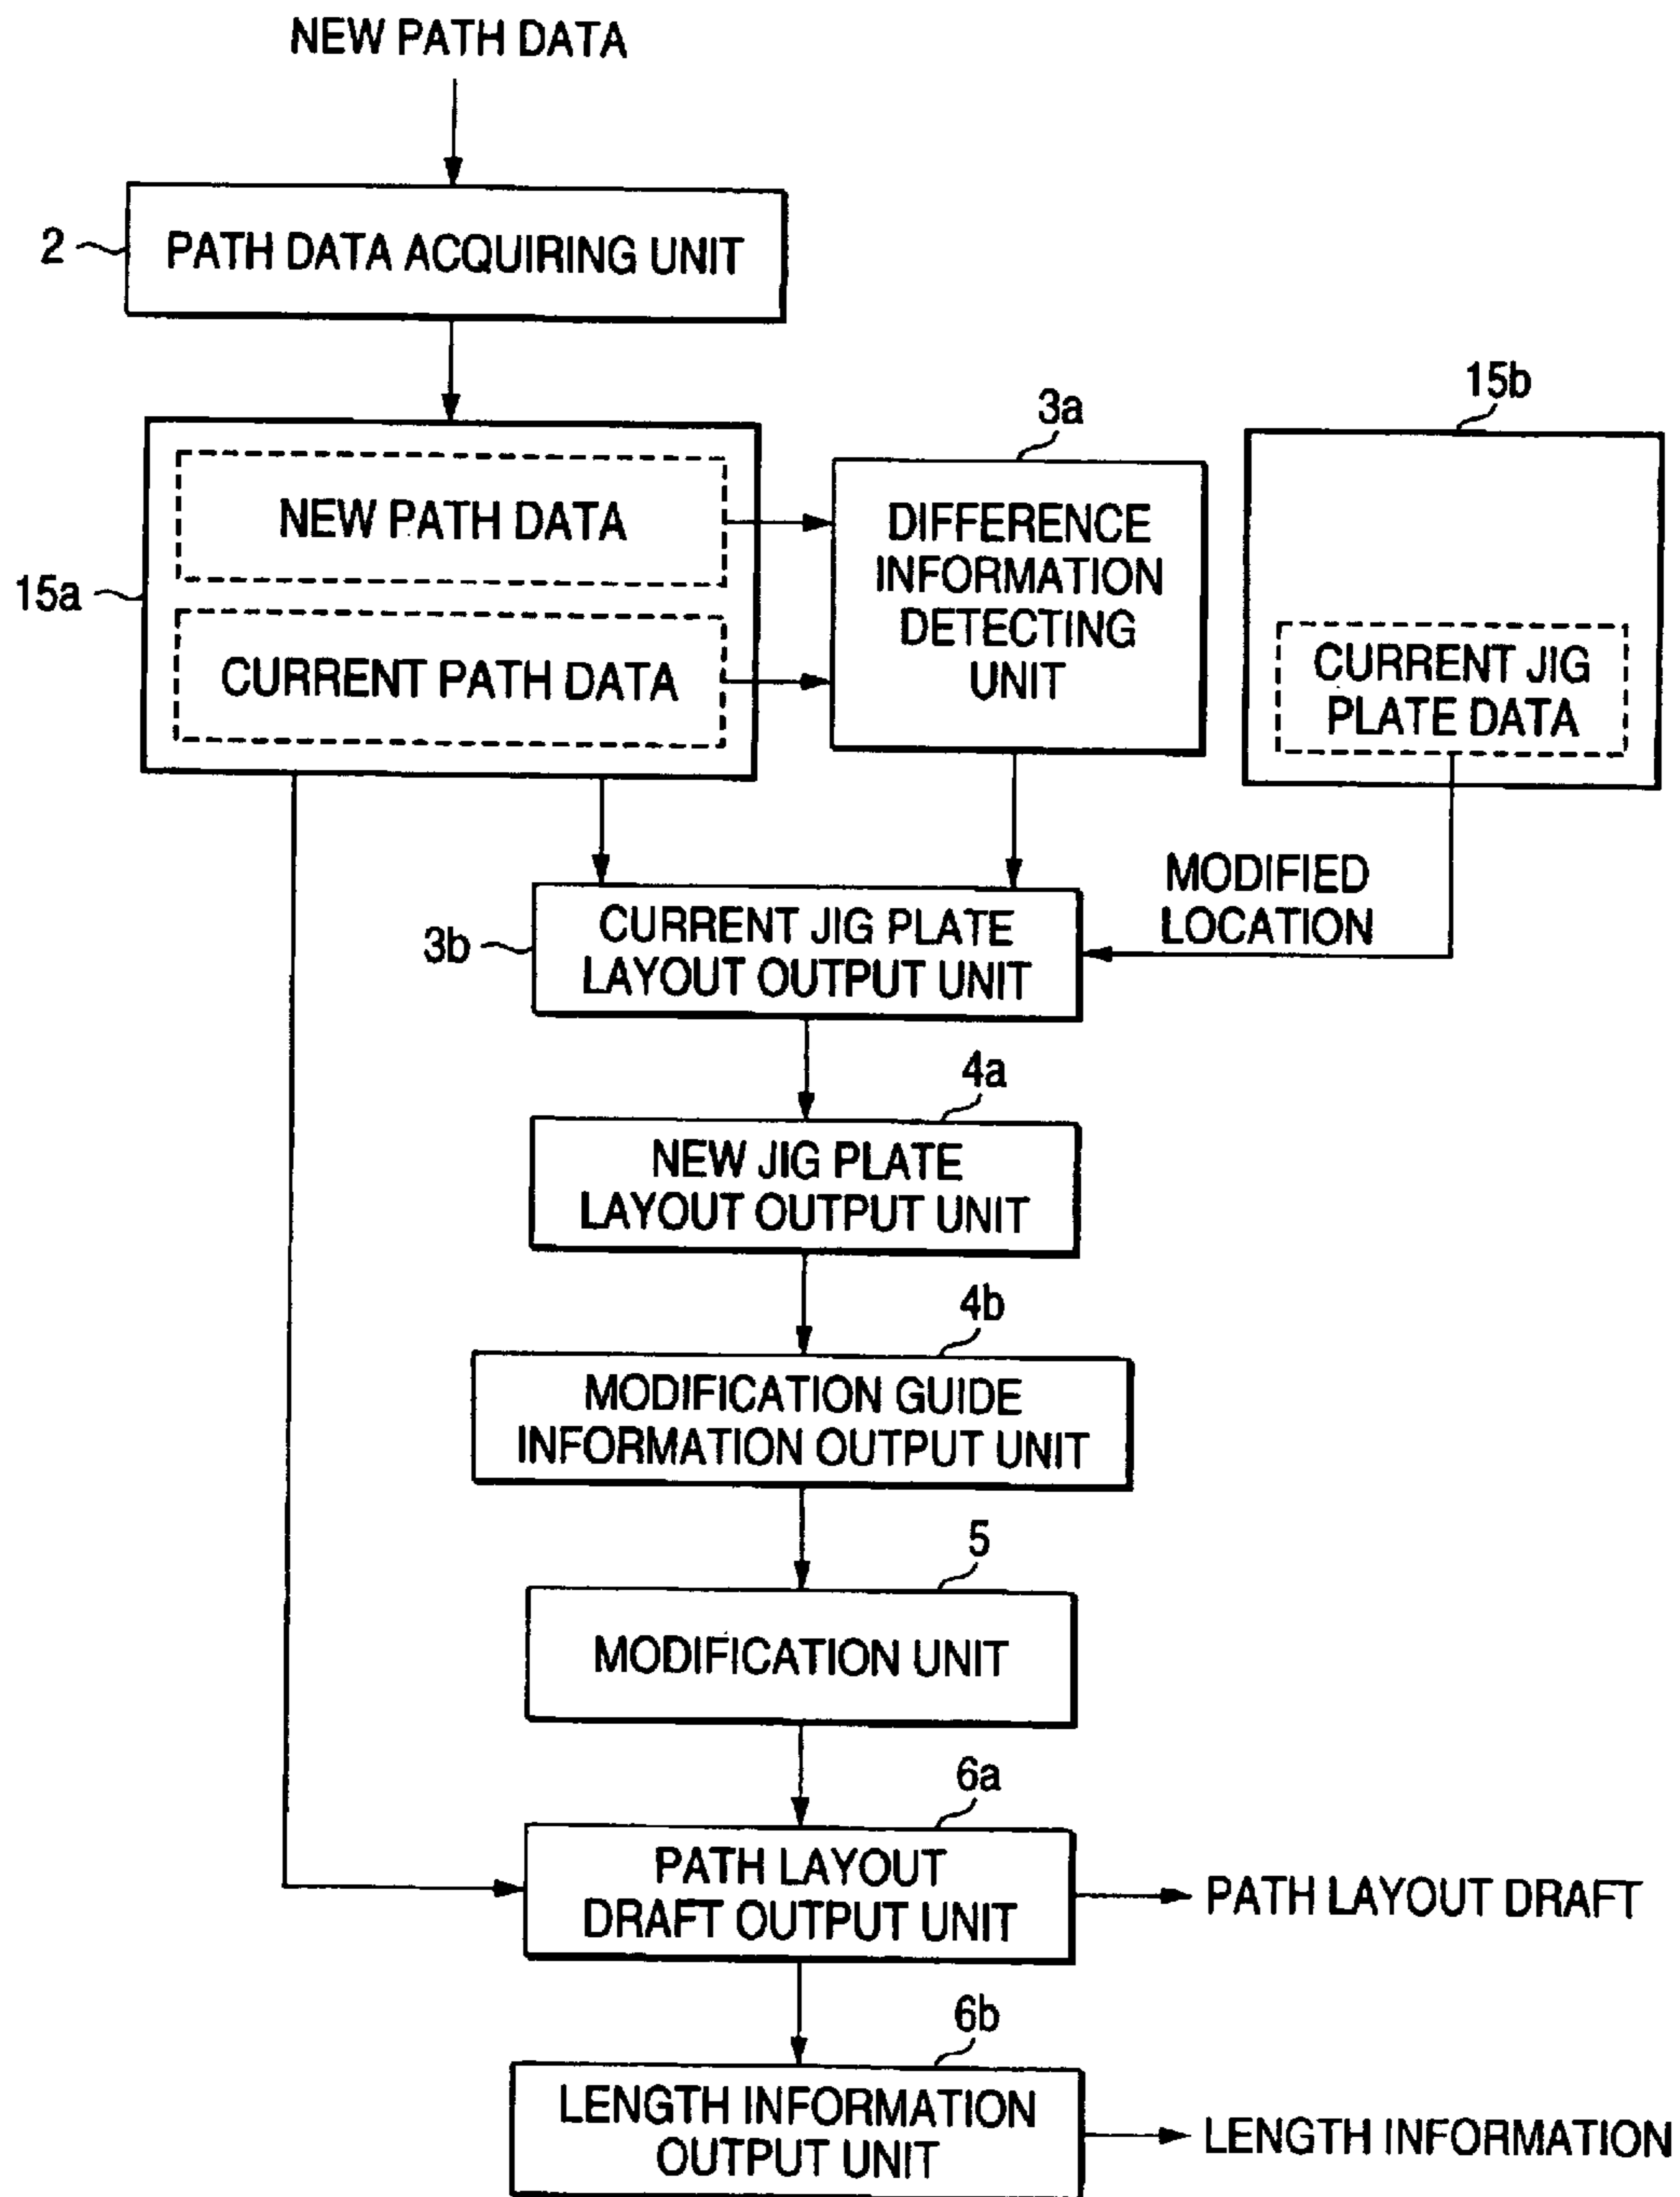 NEW PATH DATA
2
PATH DATA ACQUIRING UNIT
15a
NEW PATH DATA
CURRENT PATH DATA
3a
DIFFERENCE
INFORMATION
DETECTING
UNIT
15b
CURRENT JIG
PLATE DATA
MODIFIED
LOCATION
3b
CURRENT JIG PLATE
LAYOUT OUTPUT UNIT
4a
NEW JIG PLATE
LAYOUT OUTPUT UNIT
4b
MODIFICATION GUIDE
INFORMATION OUTPUT UNIT
5
MODIFICATION UNIT
6a
PATH LAYOUT
DRAFT OUTPUT UNIT
PATH LAYOUT DRAFT
6b
LENGTH INFORMATION
OUTPUT UNIT
LENGTH INFORMATION